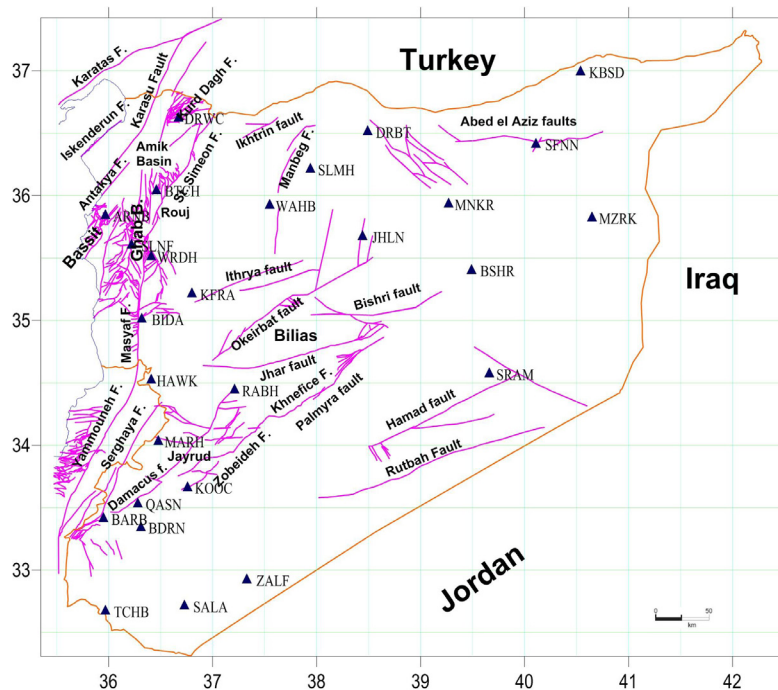 Turkey
Karatas F.
Karasu Fault
Kurd Dagh F.
37
KBSD
DRWC
Iskenderun F.
Ikhtrin fault
DRBT
Abed el Aziz faults
SFNN
Amik
Basin
St. Simeon F.
Manbeg F.
SLMH
36
Antakya F.
BTCH
Rouj
WAHB
MNKR
MZRK
Bassit
Ghab B.
SLNF
WRDH
JHLN
BSHR
Iraq
Ithrya fault
KFRA
Bishri fault
35
Masyaf F.
BIDA
Okeirbat fault
Bilias
Jhar fault
HAWK
RABH
Khnefice F.
Palmyra fault
SRAM
Yammouneh F.
Serghaya F.
Hamad fault
34
MARH
Jayrud
Zobeideh F.
Rutbah Fault
Damacus f.
KOOC
QASN
BARB
BDRN
33
ZALF
Jordan
TCHB
SALA
0 50
km
36 37 38 39 40 41 42